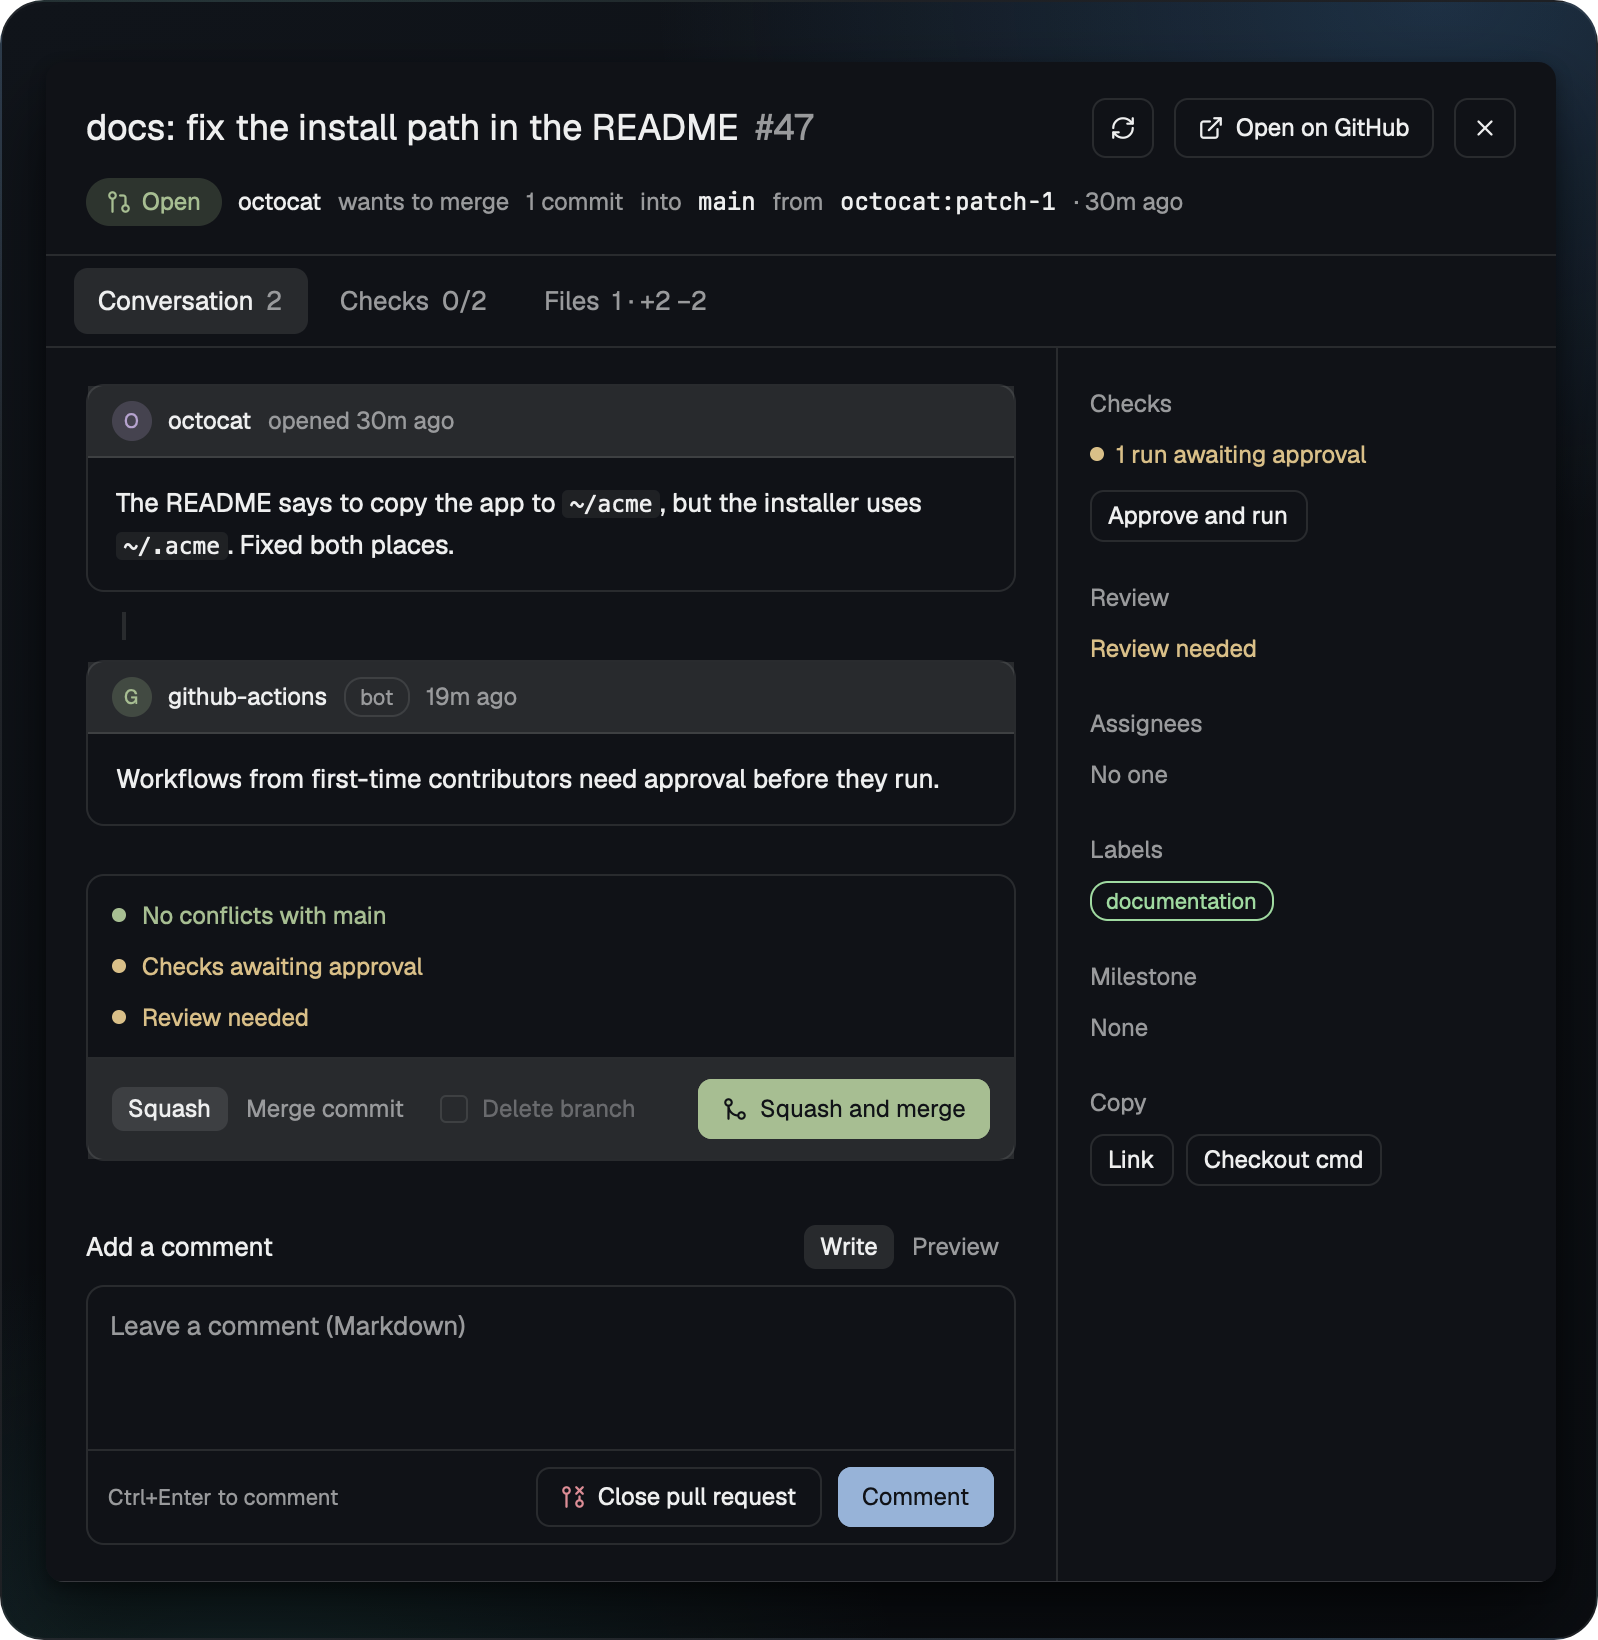 docs: fix the install path in the README #47
Open on GitHub
Open octocat wants to merge 1 commit into main from octocat:patch-1 · 30m ago
Conversation 2
Checks 0/2
Files 1 · +2 −2
O octocat opened 30m ago
The README says to copy the app to ~/acme, but the installer uses
~/.acme. Fixed both places.
G github-actions bot 19m ago
Workflows from first-time contributors need approval before they run.
No conflicts with main
Checks awaiting approval
Review needed
Squash Merge commit Delete branch Squash and merge
Add a comment
Write Preview
Leave a comment (Markdown)
Ctrl+Enter to comment
Close pull request
Comment
Checks
1 run awaiting approval
Approve and run
Review
Review needed
Assignees
No one
Labels
documentation
Milestone
None
Copy
Link Checkout cmd